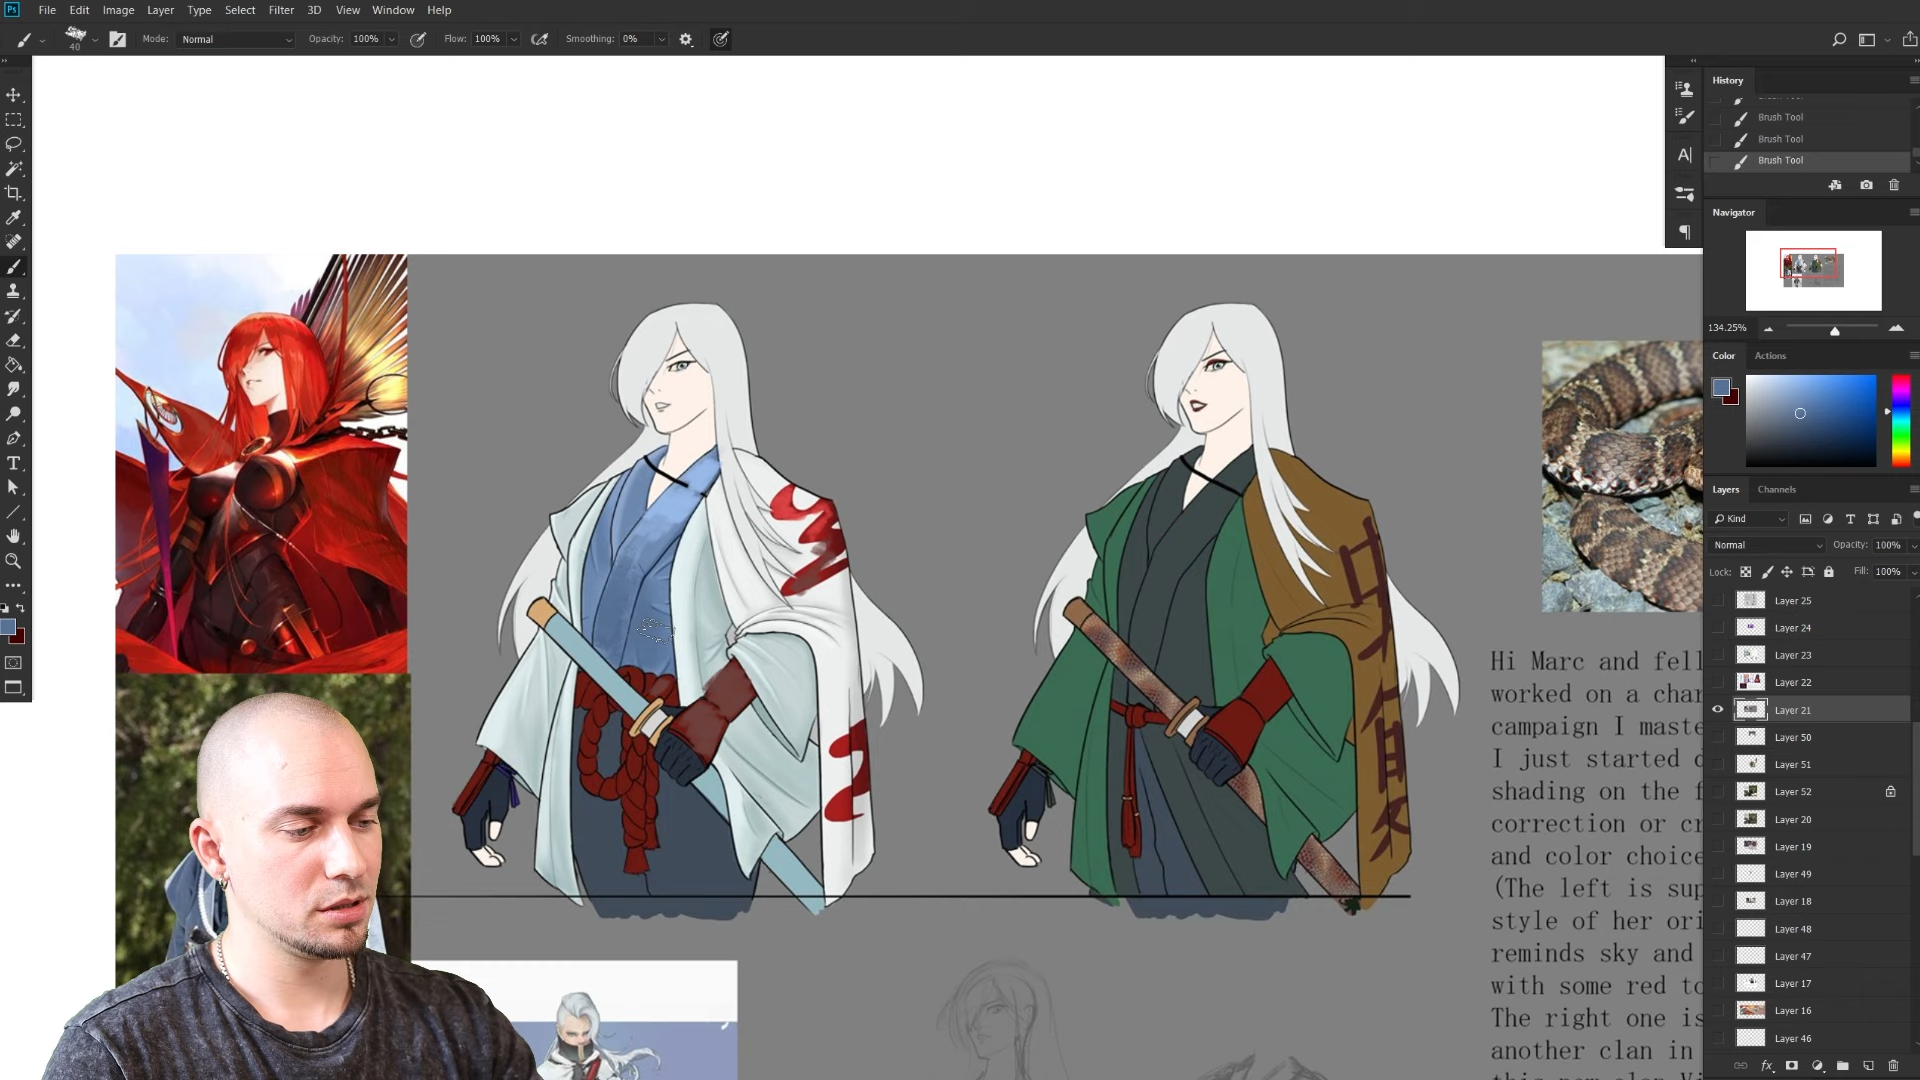 Ps File Edit Image Layer Type Select Filter 3D View Window Help
40 Mode: Normal Opacity: 100% Flow: 100% Smoothing: 0%
History
Brush Tool
Brush Tool
Brush Tool
Brush Tool
Navigator
134.25%
Color Actions
Layers Channels
Kind
Normal Opacity: 100%
Lock: Fill: 100%
Layer 25
Layer 24
Layer 23
Layer 22
Layer 21
Layer 50
Layer 51
Layer 52
Layer 20
Layer 19
Layer 49
Layer 18
Layer 48
Layer 47
Layer 17
Layer 16
Layer 46
fx
Hi Marc and fell
worked on a char
campaign I maste
I just started d
shading on the f
correction or cr
and color choice
(The left is sup
style of her ori
reminds sky and
with some red to
The right one is
another clan in